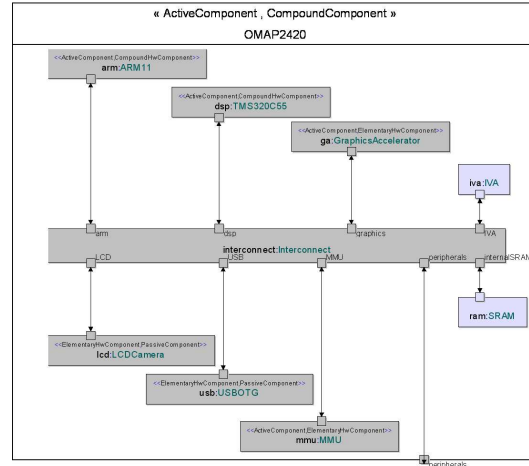 « ActiveComponent , CompoundComponent »
OMAP2420
<<ActiveComponent,CompoundHwComponent>>
arm:ARM11
<<ActiveComponent,CompoundHwComponent>>
dsp:TMS320C55
<<ActiveComponent,ElementaryHwComponent>>
ga:GraphicsAccelerator
iva:IVA
arm
dsp
graphics
IVA
interconnect:Interconnect
LCD
USB
MMU
peripherals
internalSRAM
ram:SRAM
<<ElementaryHwComponent,PassiveComponent>>
lcd:LCDCamera
<<ElementaryHwComponent,PassiveComponent>>
usb:USBOTG
<<ActiveComponent,ElementaryHwComponent>>
mmu:MMU
peripherals